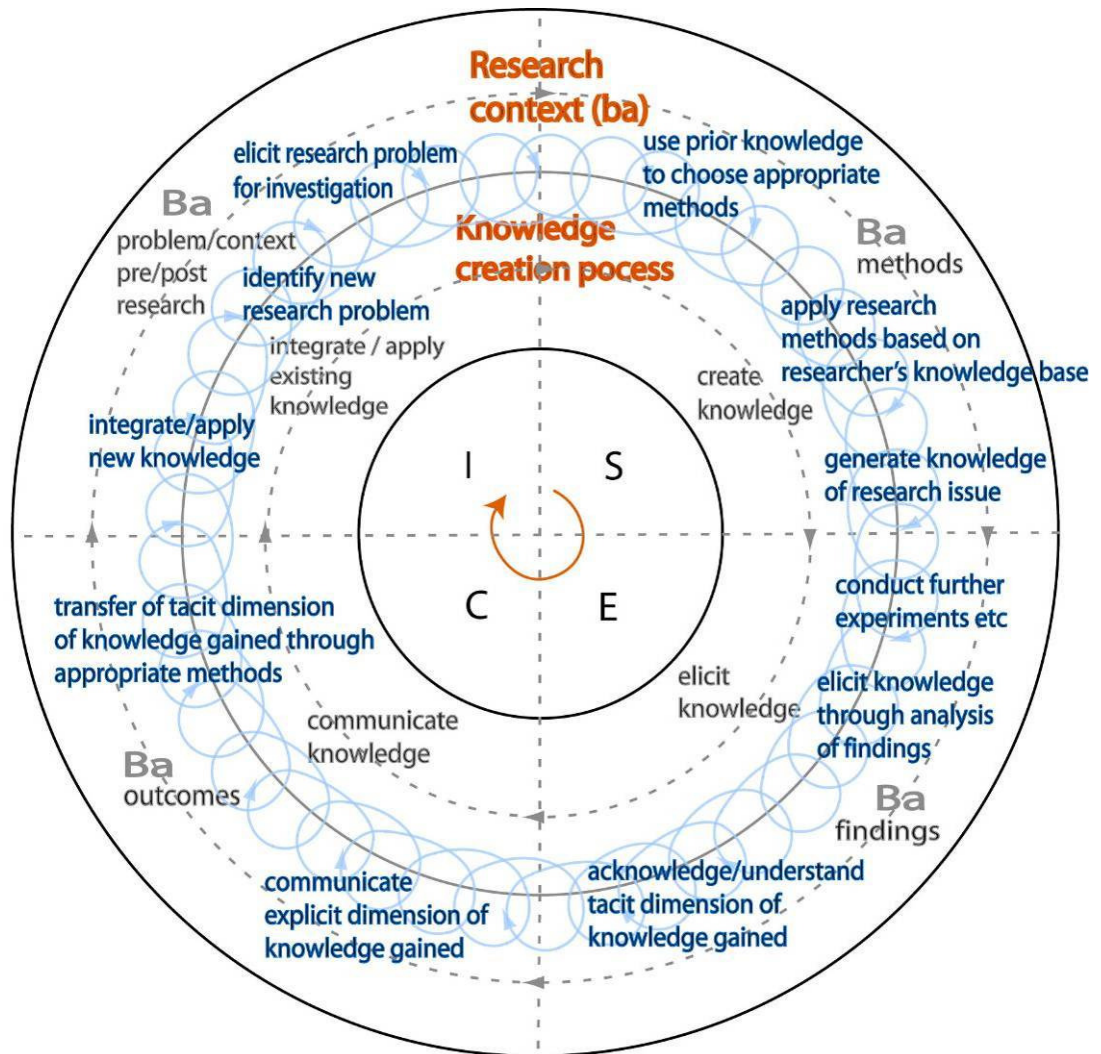 Research
context (ba)
elicit research problem
for investigation
use prior knowledge
to choose appropriate
methods
Ba
problem/context
pre/post
research
Knowledge
creation pocess
Ba
methods
identify new
research problem
integrate / apply
existing
knowledge
apply research
methods based on
researcher's knowledge base
create
knowledge
integrate/apply
new knowledge
I
S
generate knowledge
of research issue
C
E
conduct further
experiments etc
transfer of tacit dimension
of knowledge gained through
appropriate methods
elicit
knowledge
elicit knowledge
through analysis
of findings
communicate
knowledge
Ba
outcomes
Ba
findings
communicate
explicit dimension of
knowledge gained
acknowledge/understand
tacit dimension of
knowledge gained